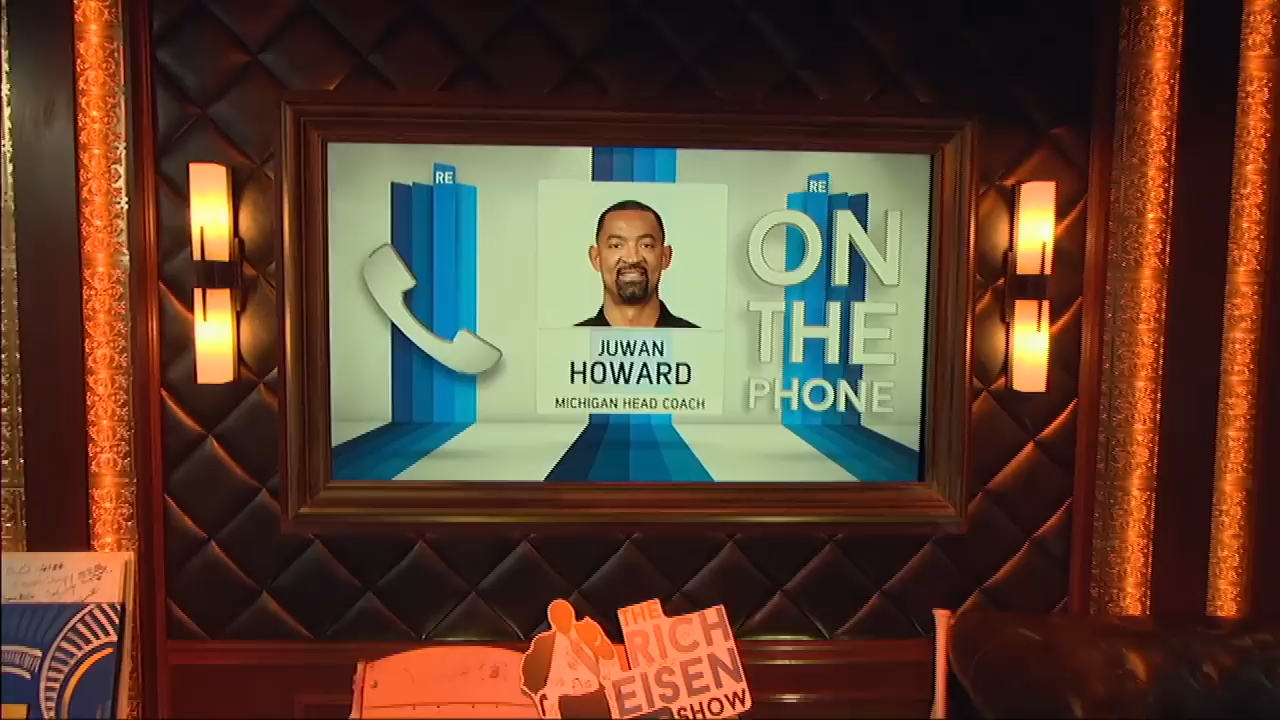 RE
RE
ON
THE
PHONE
JUWAN
HOWARD
MICHIGAN HEAD COACH
THE
RICH
EISEN
SHOW